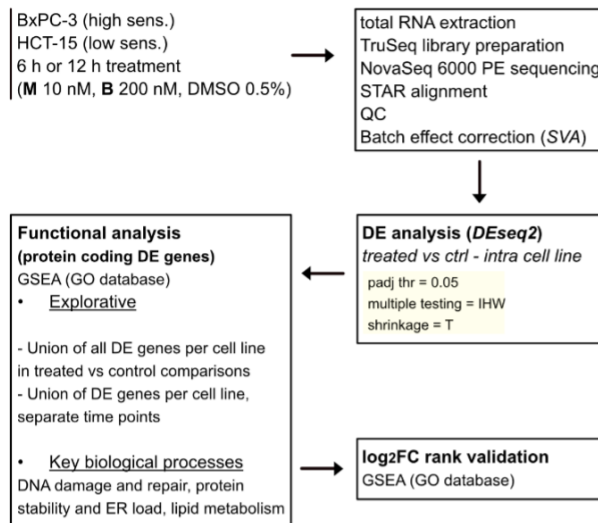 BxPC-3 (high sens.)
HCT-15 (low sens.)
6 h or 12 h treatment
(M 10 nM, B 200 nM, DMSO 0.5%)
total RNA extraction
TruSeq library preparation
NovaSeq 6000 PE sequencing
STAR alignment
QC
Batch effect correction (SVA)
DE analysis (DEseq2)
treated vs ctrl - intra cell line
padj thr = 0.05
multiple testing = IHW
shrinkage = T
Functional analysis
(protein coding DE genes)
GSEA (GO database)
• Explorative
- Union of all DE genes per cell line
in treated vs control comparisons
- Union of DE genes per cell line,
separate time points
• Key biological processes
DNA damage and repair, protein
stability and ER load, lipid metabolism
log2FC rank validation
GSEA (GO database)